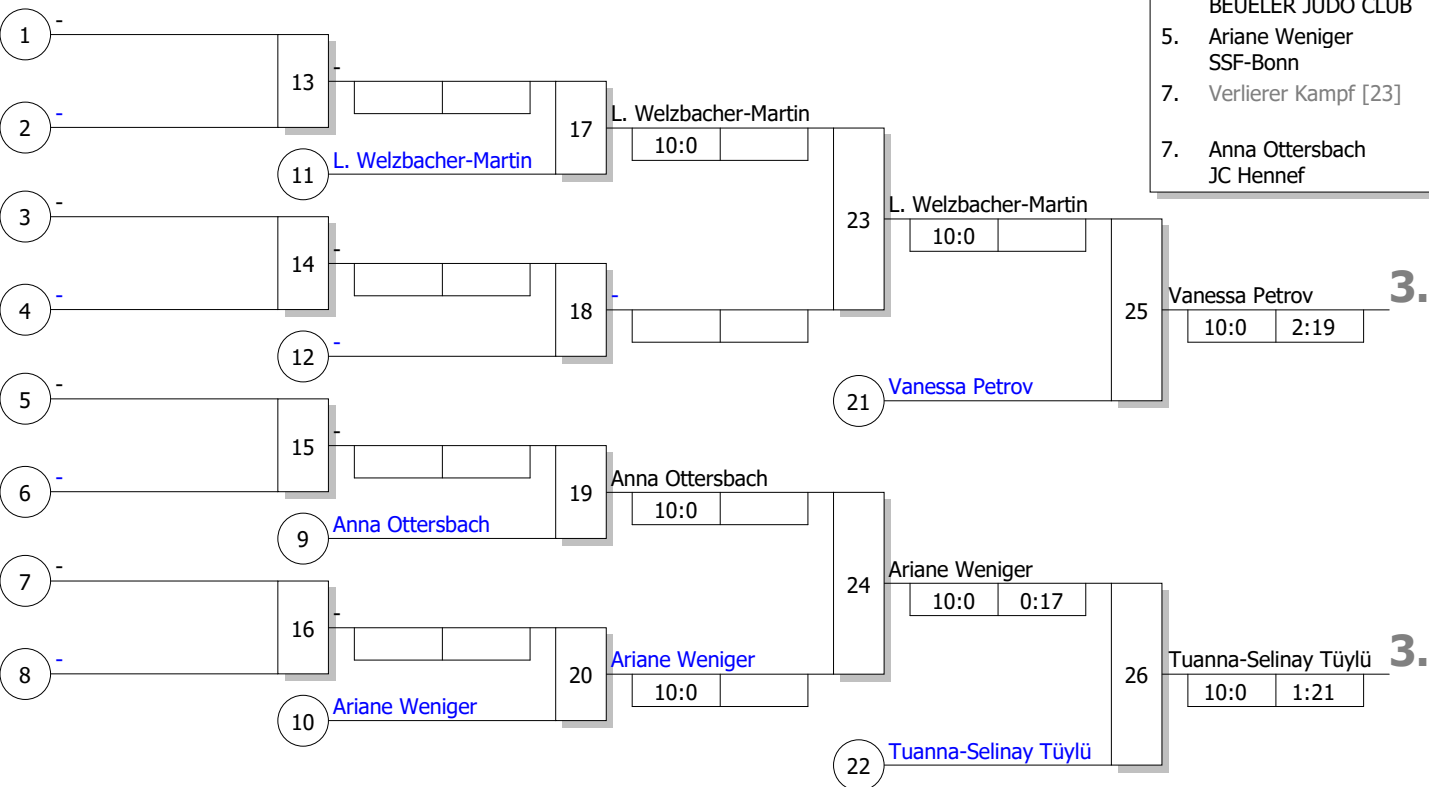 BEUELER JUDO CLUB
5. Ariane Weniger
SSF-Bonn
7. Verlierer Kampf [23]
7. Anna Ottersbach
JC Hennef
1 -
13 -
2 -
17 L. Welzbacher-Martin
10:0
11 L. Welzbacher-Martin
3 -
23 L. Welzbacher-Martin
10:0
14 -
4 -
18 -
12 -
25 Vanessa Petrov 3.
10:0 2:19
21 Vanessa Petrov
5 -
15 -
6 -
19 Anna Ottersbach
10:0
9 Anna Ottersbach
7 -
24 Ariane Weniger
10:0 0:17
16 -
8 -
20 Ariane Weniger
10:0
10 Ariane Weniger
26 Tuanna-Selinay Tüylü 3.
10:0 1:21
22 Tuanna-Selinay Tüylü